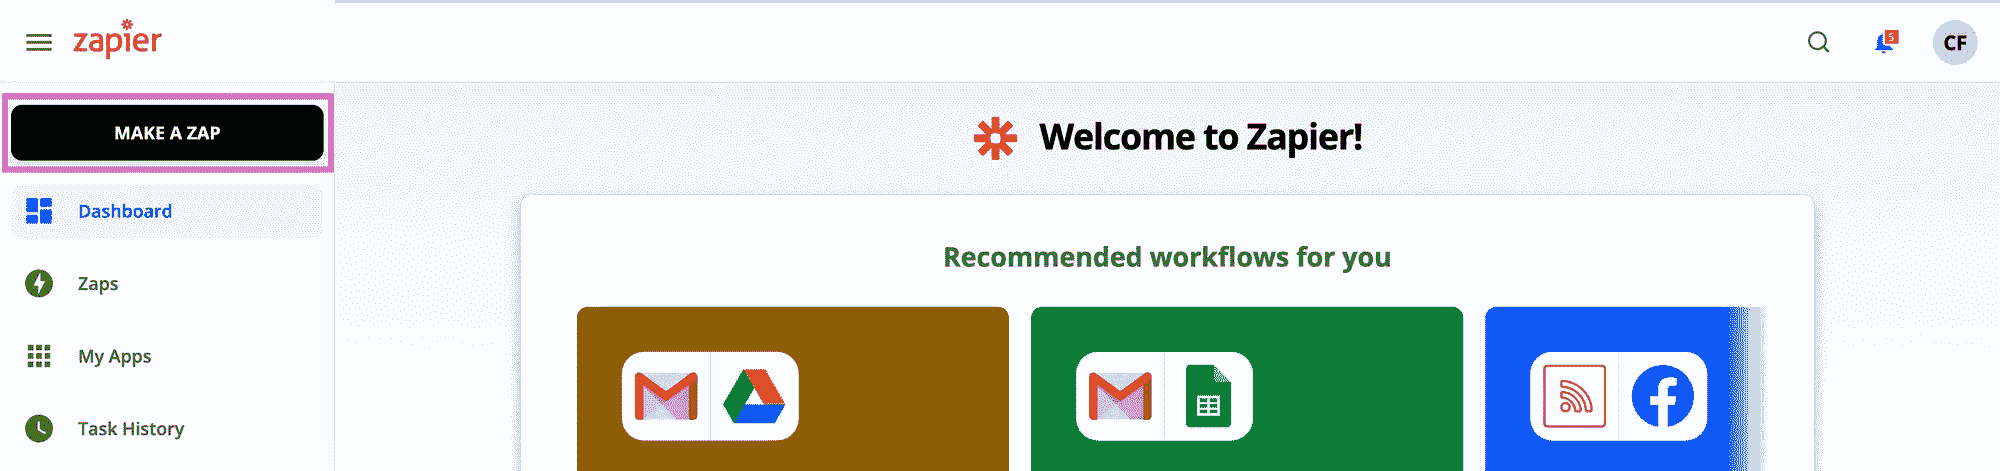 zapier
5
CF
MAKE A ZAP
Welcome to Zapier!
Dashboard
Recommended workflows for you
Zaps
My Apps
Task History